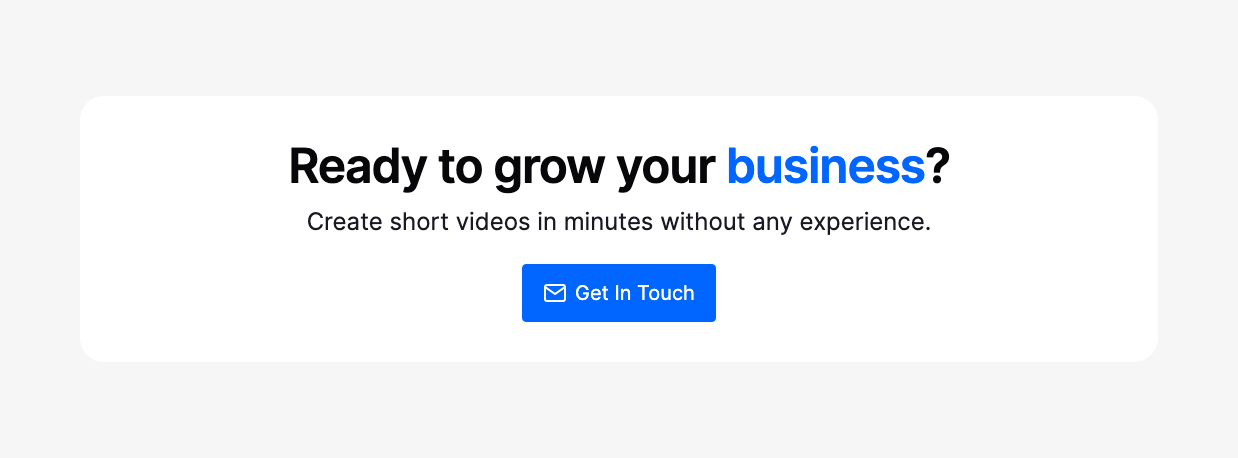 Ready to grow your business?
Create short videos in minutes without any experience.
Get In Touch